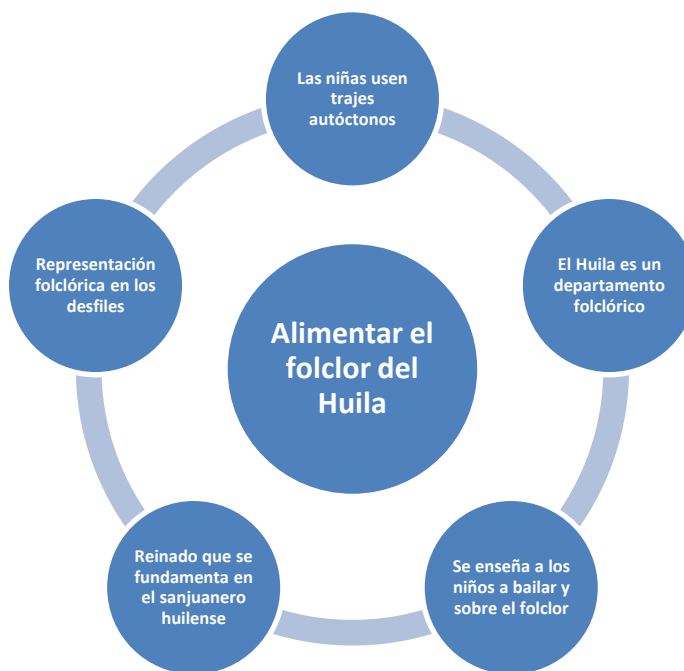 Las niñas usen
trajes
autóctonos
El Huila es un
departamento
folclórico
Se enseña a los
niños a bailar y
sobre el folclor
Reinado que se
fundamenta en
el sanjuanero
huilense
Representación
folclórica en los
desfiles
Alimentar el
folclor del
Huila